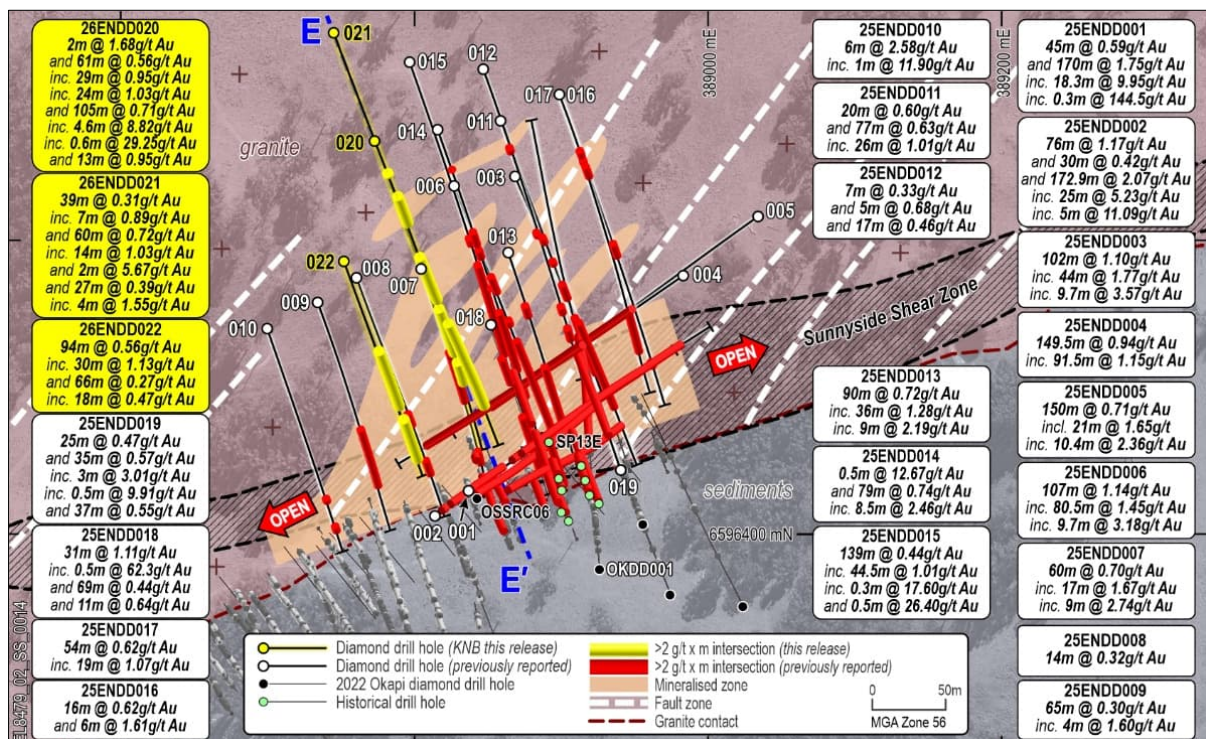 26ENDD020
2m @ 1.68g/t Au
and 61m @ 0.56g/t Au
inc. 29m @ 0.95g/t Au
inc. 24m @ 1.03g/t Au
and 105m @ 0.71g/t Au
inc. 4.6m @ 8.82g/t Au
inc. 0.6m @ 29.25g/t Au
and 13m @ 0.95g/t Au
26ENDD021
39m @ 0.31g/t Au
inc. 7m @ 0.89g/t Au
and 60m @ 0.72g/t Au
inc. 14m @ 1.03g/t Au
and 2m @ 5.67g/t Au
and 27m @ 0.39g/t Au
inc. 4m @ 1.55g/t Au
26ENDD022
94m @ 0.56g/t Au
inc. 30m @ 1.13g/t Au
and 66m @ 0.27g/t Au
inc. 18m @ 0.47g/t Au
25ENDD019
25m @ 0.47g/t Au
and 35m @ 0.57g/t Au
inc. 3m @ 3.01g/t Au
inc. 0.5m @ 9.91g/t Au
and 37m @ 0.55g/t Au
25ENDD018
31m @ 1.11g/t Au
inc. 0.5m @ 62.3g/t Au
and 69m @ 0.44g/t Au
and 11m @ 0.64g/t Au
25ENDD017
54m @ 0.62g/t Au
inc. 19m @ 1.07g/t Au
25ENDD016
16m @ 0.62g/t Au
and 6m @ 1.61g/t Au
EL8479_02_SS_0014
E
021
015
012
017
016
014
011
020
granite
006
003
005
013
022
008
007
004
009
010
018
Sunnyside Shear Zone
OPEN
OPEN
SP13E
019
sediments
002
001
OSSRC06
6596400 mN
OKDD001
E'
389000 mE
389200 mE
25ENDD010
6m @ 2.58g/t Au
inc. 1m @ 11.90g/t Au
25ENDD011
20m @ 0.60g/t Au
and 77m @ 0.63g/t Au
inc. 26m @ 1.01g/t Au
25ENDD012
7m @ 0.33g/t Au
and 5m @ 0.68g/t Au
and 17m @ 0.46g/t Au
25ENDD013
90m @ 0.72g/t Au
inc. 36m @ 1.28g/t Au
inc. 9m @ 2.19g/t Au
25ENDD014
0.5m @ 12.67g/t Au
and 79m @ 0.74g/t Au
inc. 8.5m @ 2.46g/t Au
25ENDD015
139m @ 0.44g/t Au
inc. 44.5m @ 1.01g/t Au
inc. 0.3m @ 17.60g/t Au
and 0.5m @ 26.40g/t Au
25ENDD001
45m @ 0.59g/t Au
and 170m @ 1.75g/t Au
inc. 18.3m @ 9.95g/t Au
inc. 0.3m @ 144.5g/t Au
25ENDD002
76m @ 1.17g/t Au
and 30m @ 0.42g/t Au
and 172.9m @ 2.07g/t Au
inc. 25m @ 5.23g/t Au
inc. 5m @ 11.09g/t Au
25ENDD003
102m @ 1.10g/t Au
inc. 44m @ 1.77g/t Au
inc. 9.7m @ 3.57g/t Au
25ENDD004
149.5m @ 0.94g/t Au
inc. 91.5m @ 1.15g/t Au
25ENDD005
150m @ 0.71g/t Au
incl. 21m @ 1.65g/t
inc. 10.4m @ 2.36g/t Au
25ENDD006
107m @ 1.14g/t Au
inc. 80.5m @ 1.45g/t Au
inc. 9.7m @ 3.18g/t Au
25ENDD007
60m @ 0.70g/t Au
inc. 17m @ 1.67g/t Au
inc. 9m @ 2.74g/t Au
25ENDD008
14m @ 0.32g/t Au
25ENDD009
65m @ 0.30g/t Au
inc. 4m @ 1.60g/t Au
Diamond drill hole (KNB this release)
Diamond drill hole (previously reported)
2022 Okapi diamond drill hole
Historical drill hole
>2 g/t x m intersection (this release)
>2 g/t x m intersection (previously reported)
Mineralised zone
Fault zone
Granite contact
0 50m
MGA Zone 56